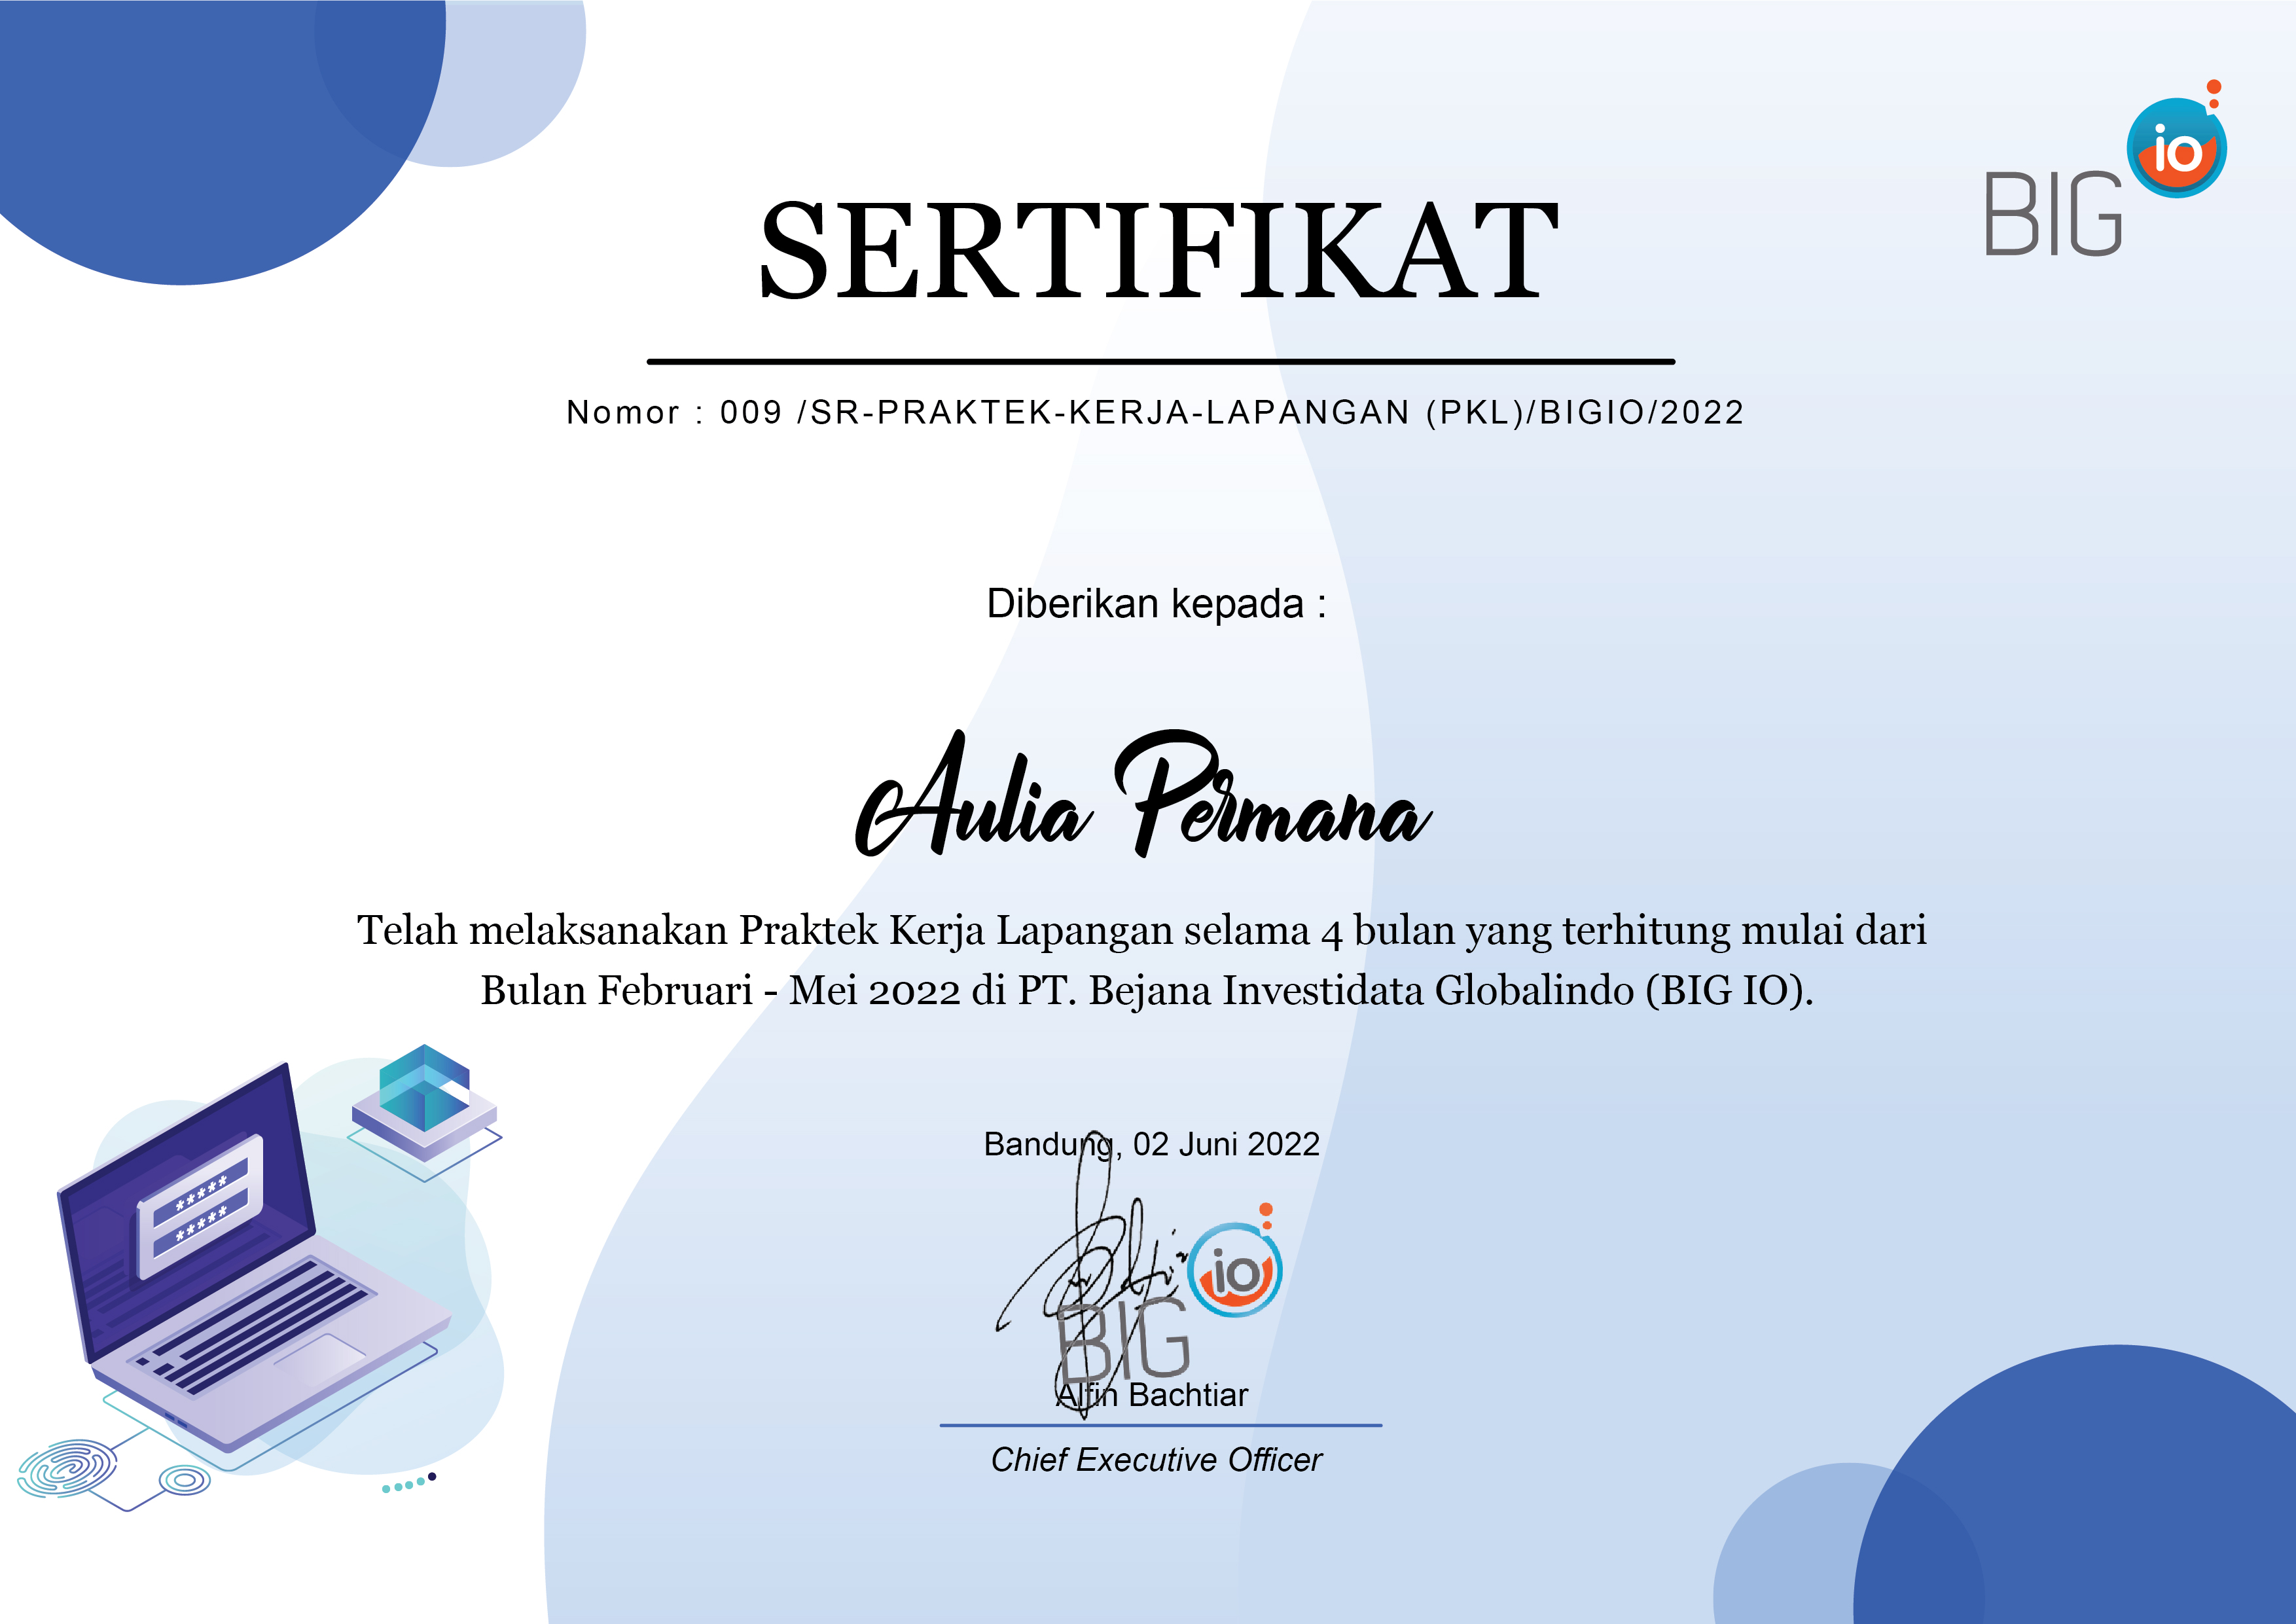 BIG io
SERTIFIKAT
Nomor : 009 /SR-PRAKTEK-KERJA-LAPANGAN (PKL)/BIGIO/2022
Diberikan kepada :
Aulia Permana
Telah melaksanakan Praktek Kerja Lapangan selama 4 bulan yang terhitung mulai dari
Bulan Februari - Mei 2022 di PT. Bejana Investidata Globalindo (BIG IO).
*****
*****
Bandung, 02 Juni 2022
BIG io
Alfin Bachtiar
Chief Executive Officer